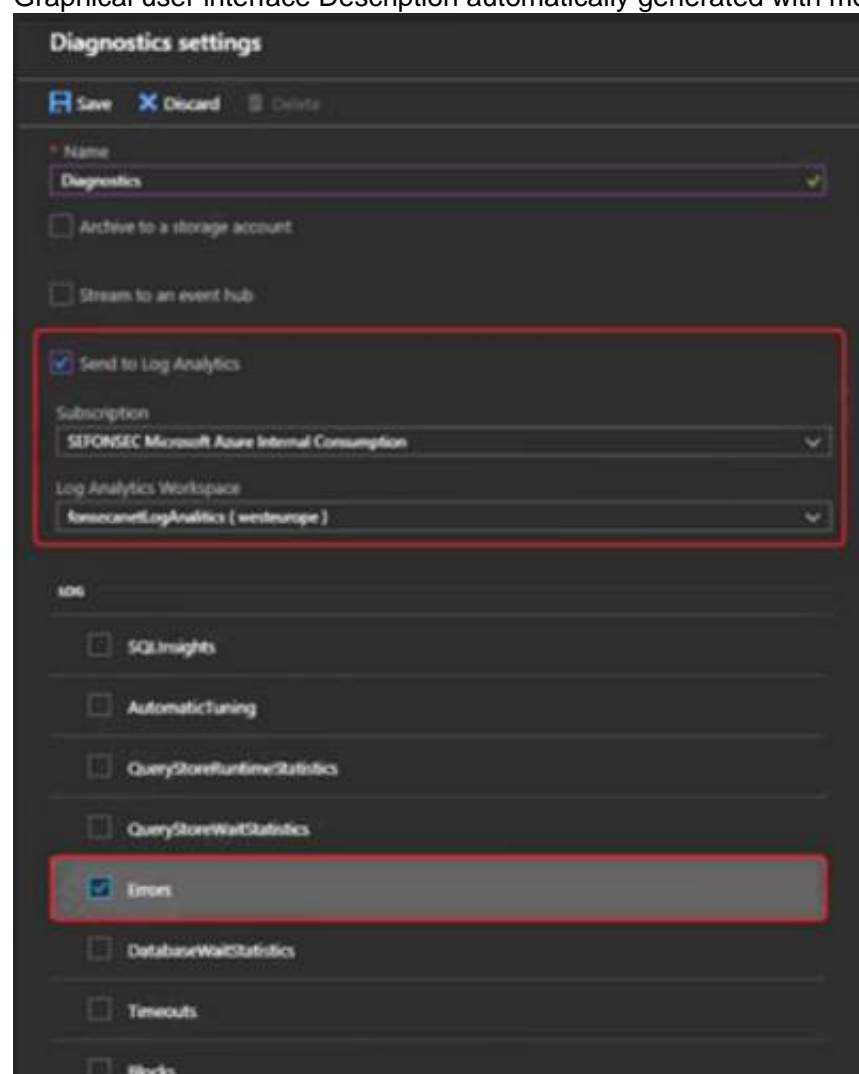 Graphical user interface Description automatically generated with me
Diagnostics settings
Save Discard Delete
* Name
Diagnostics
Archive to a storage account
Stream to an event hub
Send to Log Analytics
Subscription
SEFONSEC Microsoft Azure Internal Consumption
Log Analytics Workspace
fonsecanetLogAnalitics ( westeurope )
LOG
SQLInsights
AutomaticTuning
QueryStoreRuntimeStatistics
QueryStoreWaitStatistics
Errors
DatabaseWaitStatistics
Timeouts
Blocks